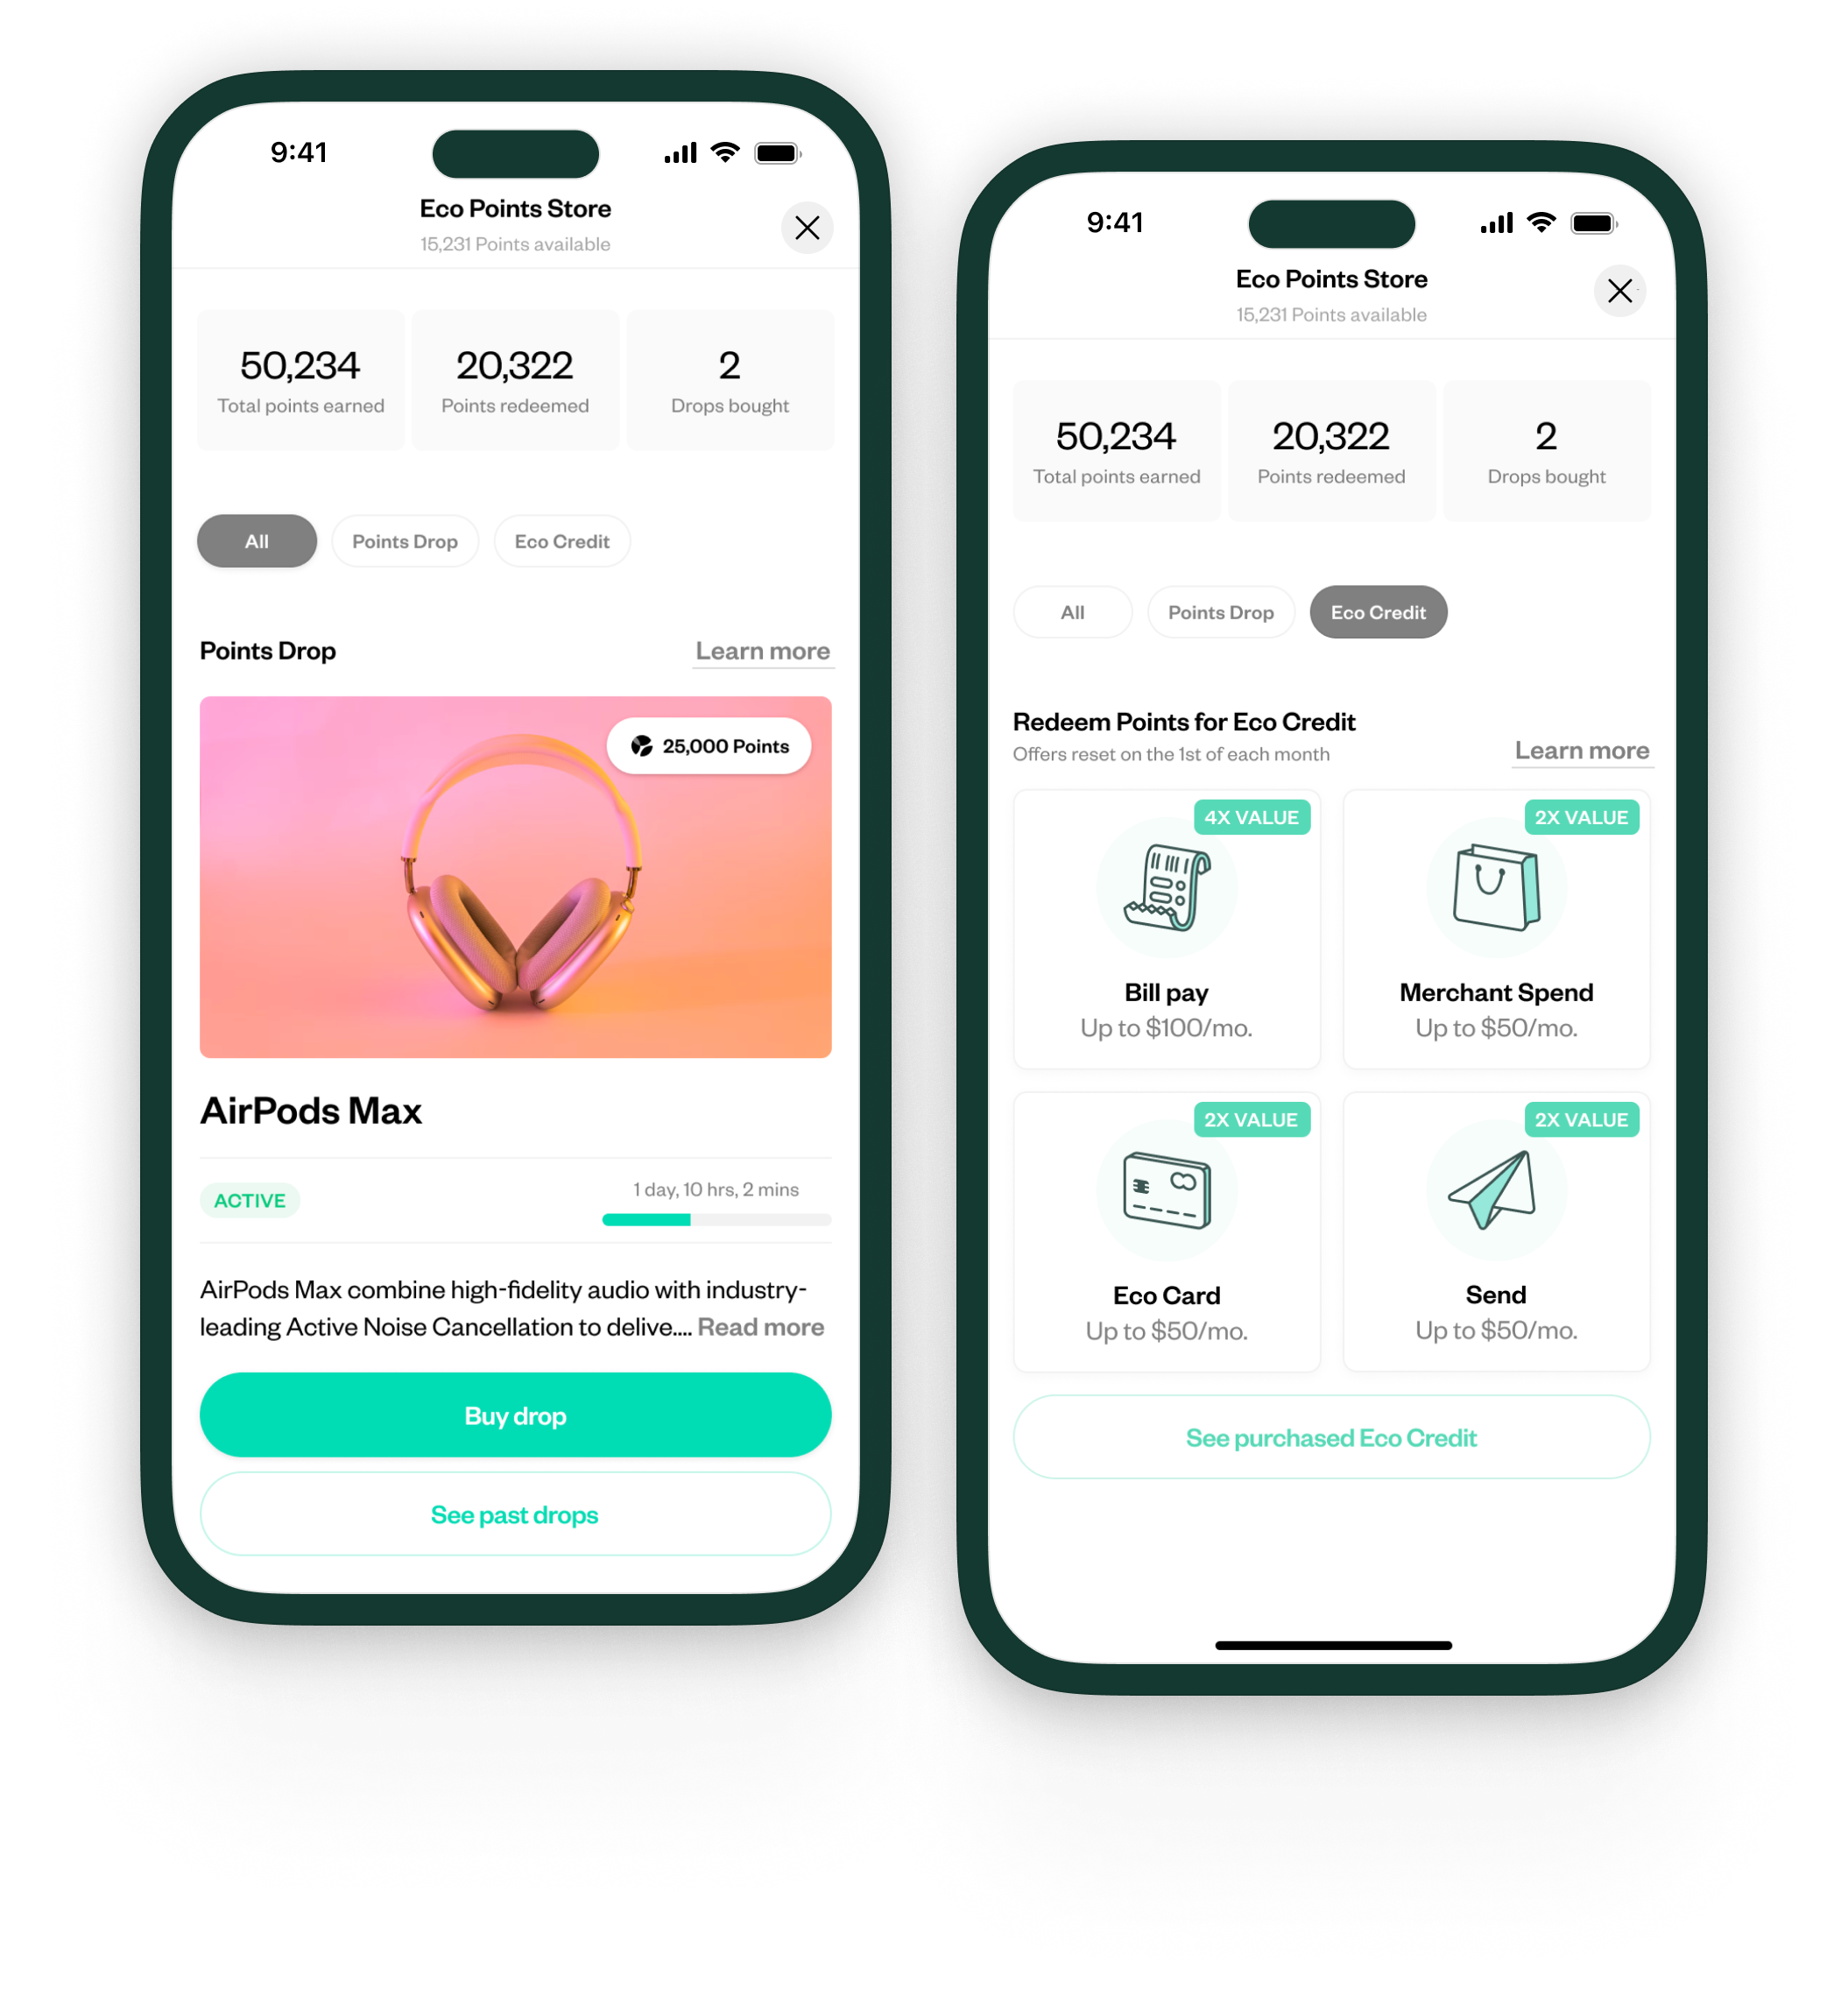 9:41
Eco Points Store
15,231 Points available
50,234
Total points earned
20,322
Points redeemed
2
Drops bought
All
Points Drop
Eco Credit
Points Drop
Learn more
25,000 Points
AirPods Max
ACTIVE
1 day, 10 hrs, 2 mins
AirPods Max combine high-fidelity audio with industry-
leading Active Noise Cancellation to delive.... Read more
Buy drop
See past drops
9:41
Eco Points Store
15,231 Points available
50,234
Total points earned
20,322
Points redeemed
2
Drops bought
All
Points Drop
Eco Credit
Redeem Points for Eco Credit
Offers reset on the 1st of each month
Learn more
4X VALUE
Bill pay
Up to $100/mo.
2X VALUE
Merchant Spend
Up to $50/mo.
2X VALUE
Eco Card
Up to $50/mo.
2X VALUE
Send
Up to $50/mo.
See purchased Eco Credit